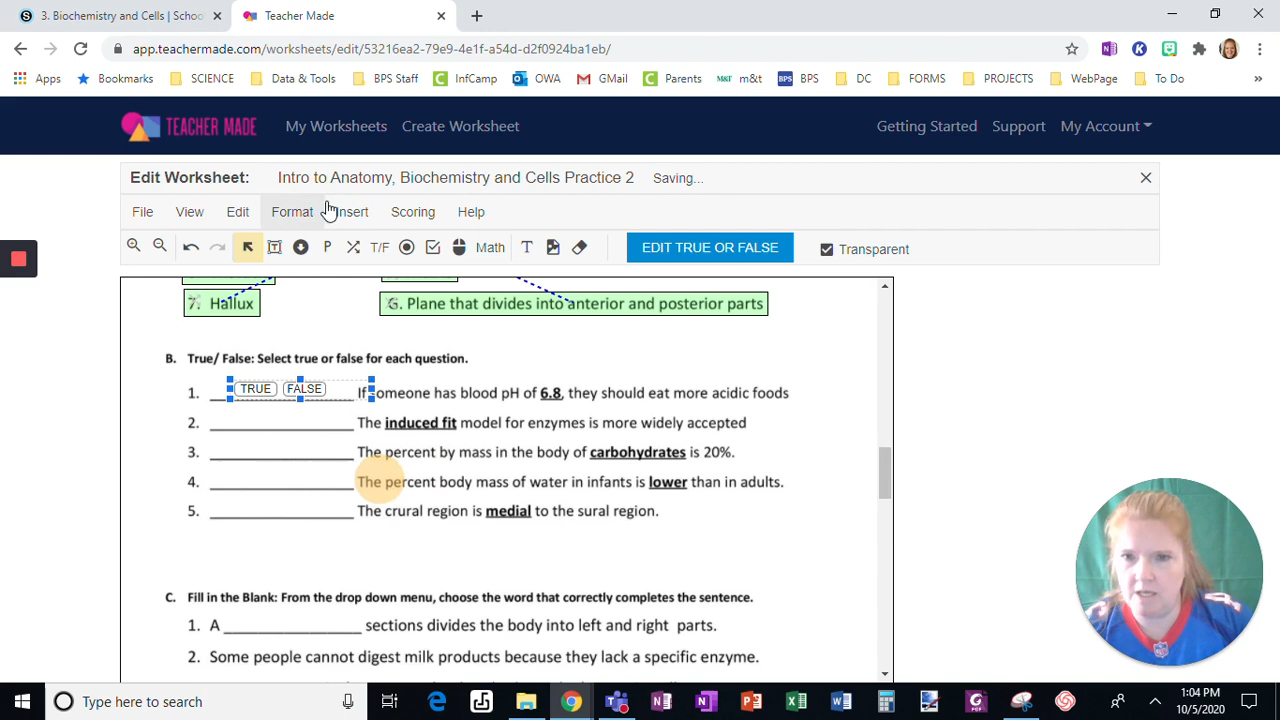 3. Biochemistry and Cells | Schoo
Teacher Made
app.teachermade.com/worksheets/edit/53216ea2-79e9-4e1f-a54d-d2f0924ba1eb/
Apps Bookmarks SCIENCE Data & Tools BPS Staff InfCamp OWA GMail Parents m&t BPS DC FORMS PROJECTS WebPage To Do
TEACHER MADE My Worksheets Create Worksheet Getting Started Support My Account
Edit Worksheet: Intro to Anatomy, Biochemistry and Cells Practice 2 Saving...
File View Edit Format Insert Scoring Help
P T/F Math T EDIT TRUE OR FALSE Transparent
7. Hallux G. Plane that divides into anterior and posterior parts
B. True/ False: Select true or false for each question.
1. ________________ TRUE FALSE If someone has blood pH of 6.8, they should eat more acidic foods
2. ________________ The induced fit model for enzymes is more widely accepted
3. ________________ The percent by mass in the body of carbohydrates is 20%.
4. ________________ The percent body mass of water in infants is lower than in adults.
5. ________________ The crural region is medial to the sural region.
C. Fill in the Blank: From the drop down menu, choose the word that correctly completes the sentence.
1. A ________________ sections divides the body into left and right parts.
2. Some people cannot digest milk products because they lack a specific enzyme.
Type here to search
1:04 PM
10/5/2020